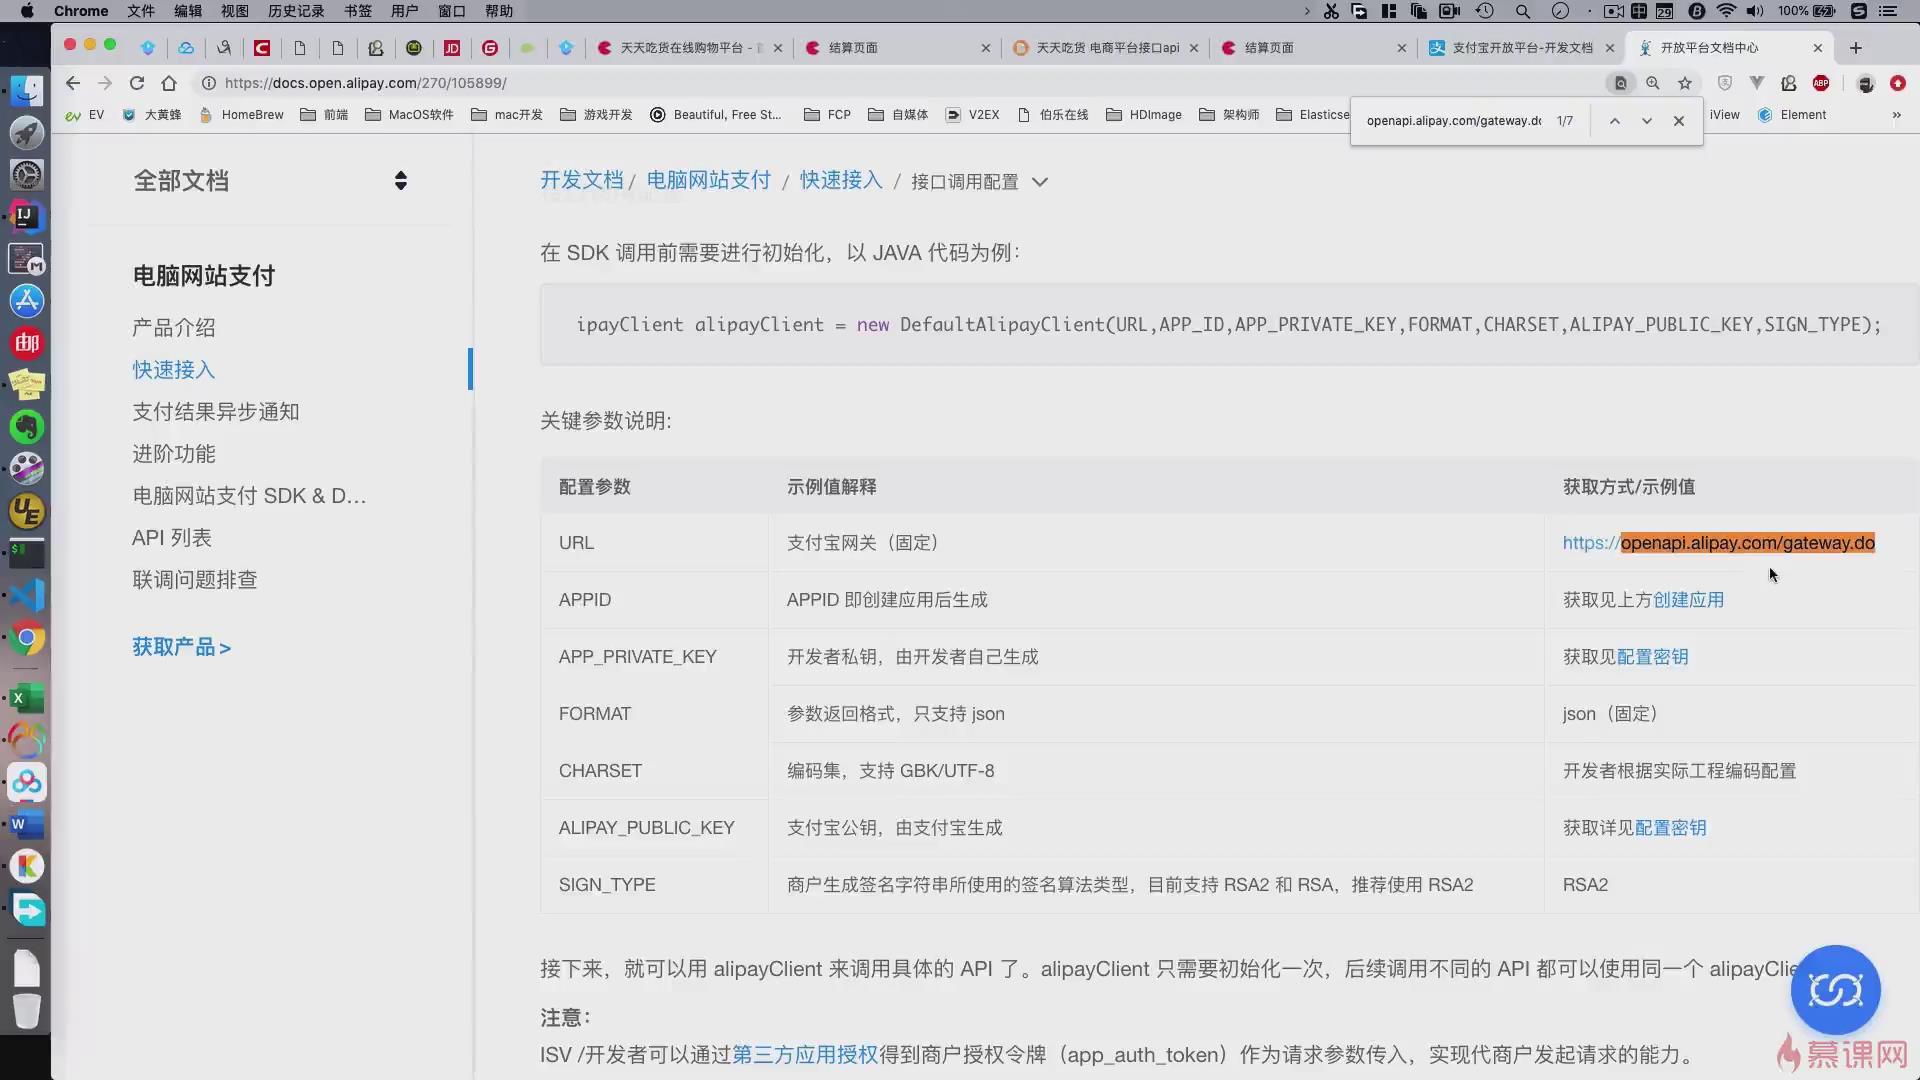 Chrome 文件 编辑 视图 历史记录 书签 用户 窗口 帮助
100%
天天吃货在线购物平台 -
结算页面
天天吃货 电商平台接口api
结算页面
支付宝开放平台-开发文档
开放平台文档中心
https://docs.open.alipay.com/270/105899/
EV 大黄蜂 HomeBrew 前端 MacOS软件 mac开发 游戏开发 Beautiful, Free St... FCP 自媒体 V2EX 伯乐在线 HDImage 架构师 Elasticse iView Element »
openapi.alipay.com/gateway.do 1/7
全部文档
开发文档 / 电脑网站支付 / 快速接入 / 接口调用配置
电脑网站支付
产品介绍
快速接入
支付结果异步通知
进阶功能
电脑网站支付 SDK & D...
API 列表
联调问题排查
获取产品 >
在 SDK 调用前需要进行初始化，以 JAVA 代码为例：
ipayClient alipayClient = new DefaultAlipayClient(URL,APP_ID,APP_PRIVATE_KEY,FORMAT,CHARSET,ALIPAY_PUBLIC_KEY,SIGN_TYPE);
关键参数说明:
配置参数 示例值解释 获取方式/示例值
URL 支付宝网关（固定） https://openapi.alipay.com/gateway.do
APPID APPID 即创建应用后生成 获取见上方创建应用
APP_PRIVATE_KEY 开发者私钥，由开发者自己生成 获取见配置密钥
FORMAT 参数返回格式，只支持 json json（固定）
CHARSET 编码集，支持 GBK/UTF-8 开发者根据实际工程编码配置
ALIPAY_PUBLIC_KEY 支付宝公钥，由支付宝生成 获取详见配置密钥
SIGN_TYPE 商户生成签名字符串所使用的签名算法类型，目前支持 RSA2 和 RSA，推荐使用 RSA2 RSA2
接下来，就可以用 alipayClient 来调用具体的 API 了。alipayClient 只需要初始化一次，后续调用不同的 API 都可以使用同一个 alipayClie
注意：
ISV /开发者可以通过第三方应用授权得到商户授权令牌（app_auth_token）作为请求参数传入，实现代商户发起请求的能力。
慕课网